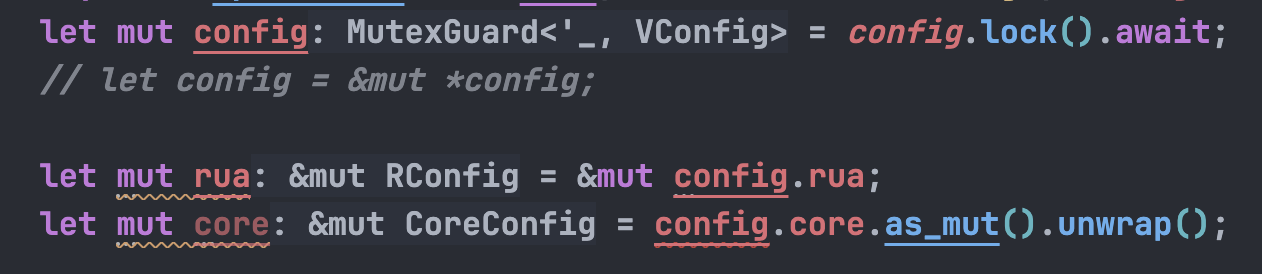 let mut config: MutexGuard<'_, VConfig> = config.lock().await;
// let config = &mut *config;
let mut rua: &mut RConfig = &mut config.rua;
let mut core: &mut CoreConfig = config.core.as_mut().unwrap();